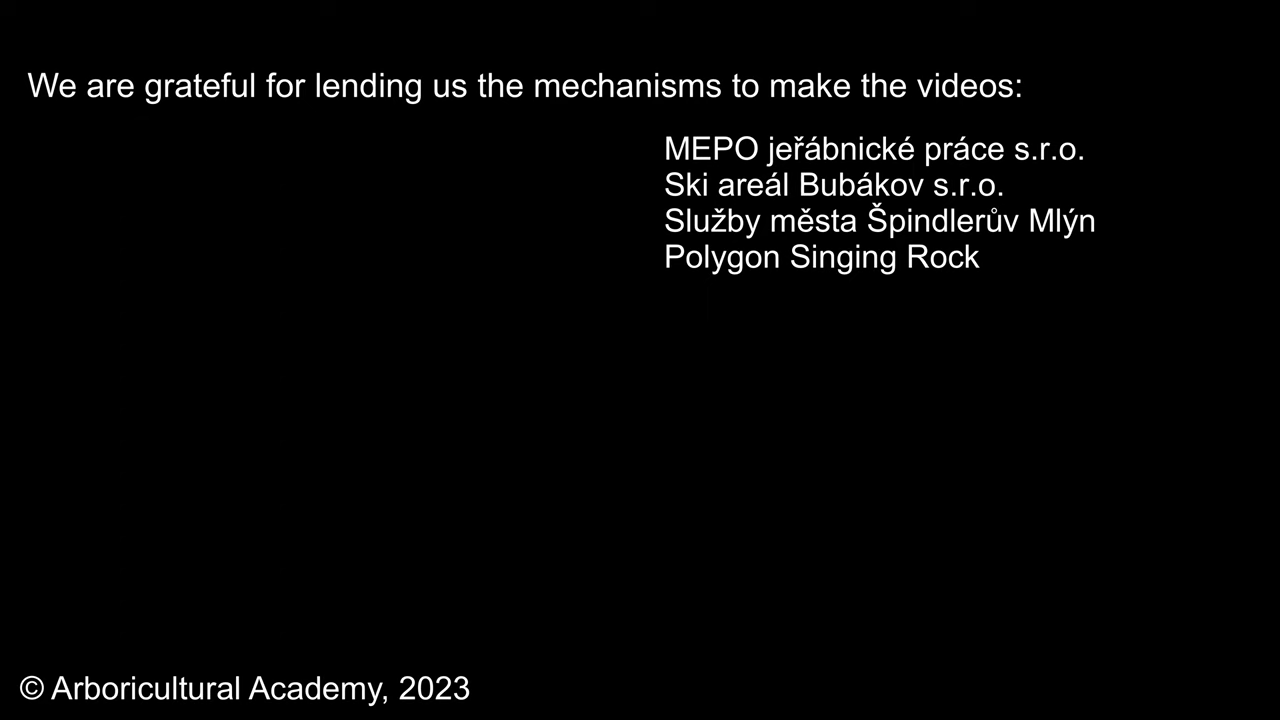 We are grateful for lending us the mechanisms to make the videos:
MEPO jeřábnické práce s.r.o.
Ski areál Bubákov s.r.o.
Služby města Špindlerův Mlýn
Polygon Singing Rock
© Arboricultural Academy, 2023